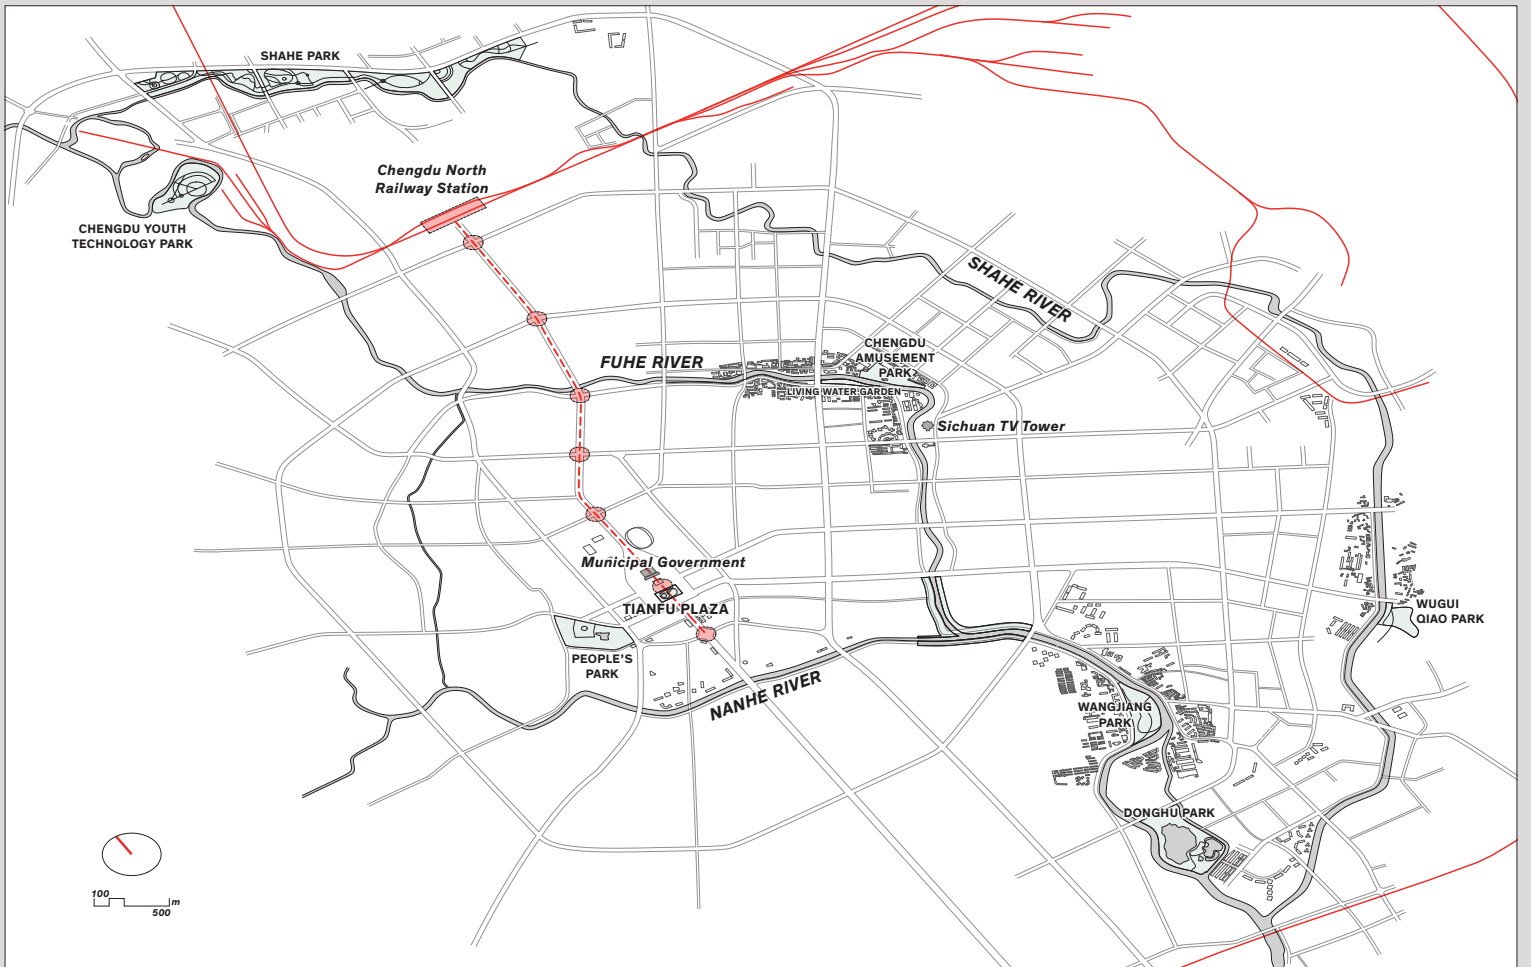 SHAHE PARK
Chengdu North
Railway Station
CHENGDU YOUTH
TECHNOLOGY PARK
SHAHE RIVER
FUHE RIVER
CHENGDU
AMUSEMENT
PARK
LIVING WATER GARDEN
Sichuan TV Tower
Municipal Government
TIANFU PLAZA
WUGUI
QIAO PARK
PEOPLE'S
PARK
NANHE RIVER
WANGJIANG
PARK
DONGHU PARK
100
m
500